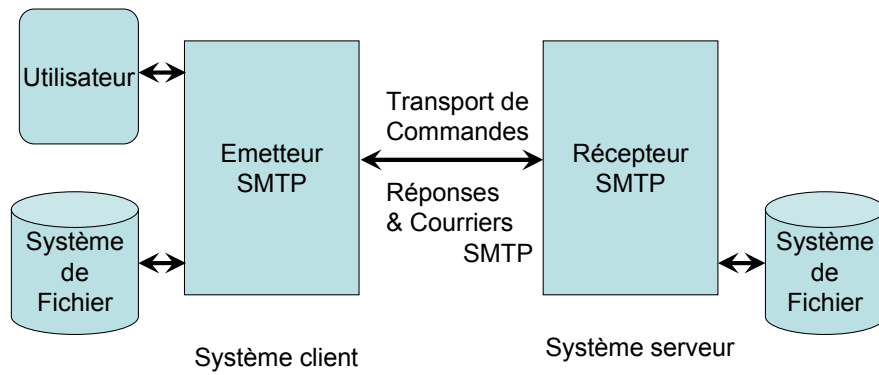 Utilisateur
Emetteur
SMTP
Système
de
Fichier
Transport de
Commandes
Réponses
& Courriers
SMTP
Récepteur
SMTP
Système
de
Fichier
Système client
Système serveur